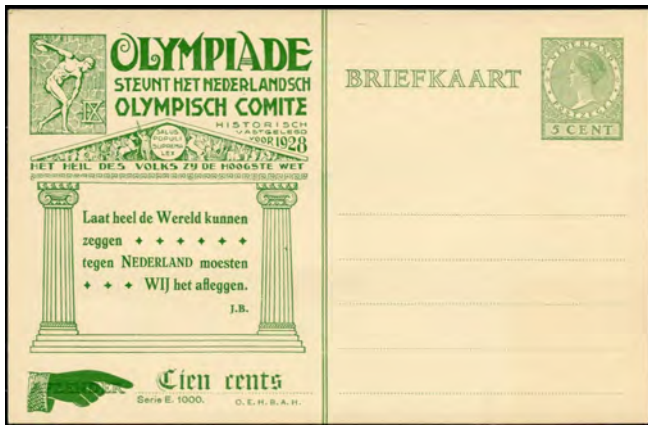 OLYMPIADE
STEUNT HET NEDERLANDSCH
OLYMPISCH COMITE
HISTORISCH
VASTGELEGD
VOOR 1928
SALUS
POPULI
SUPREMA
LEX
HET HEIL DES VOLKS ZY DE HOOGSTE WET
Laat heel de Wereld kunnen
zeggen
tegen NEDERLAND moesten
WIJ het afleggen.
J.B.
Tien cents
Serie E. 1000.
O. E. H. B. A. H.
BRIEFKAART
NEDERLAND
5 CENT